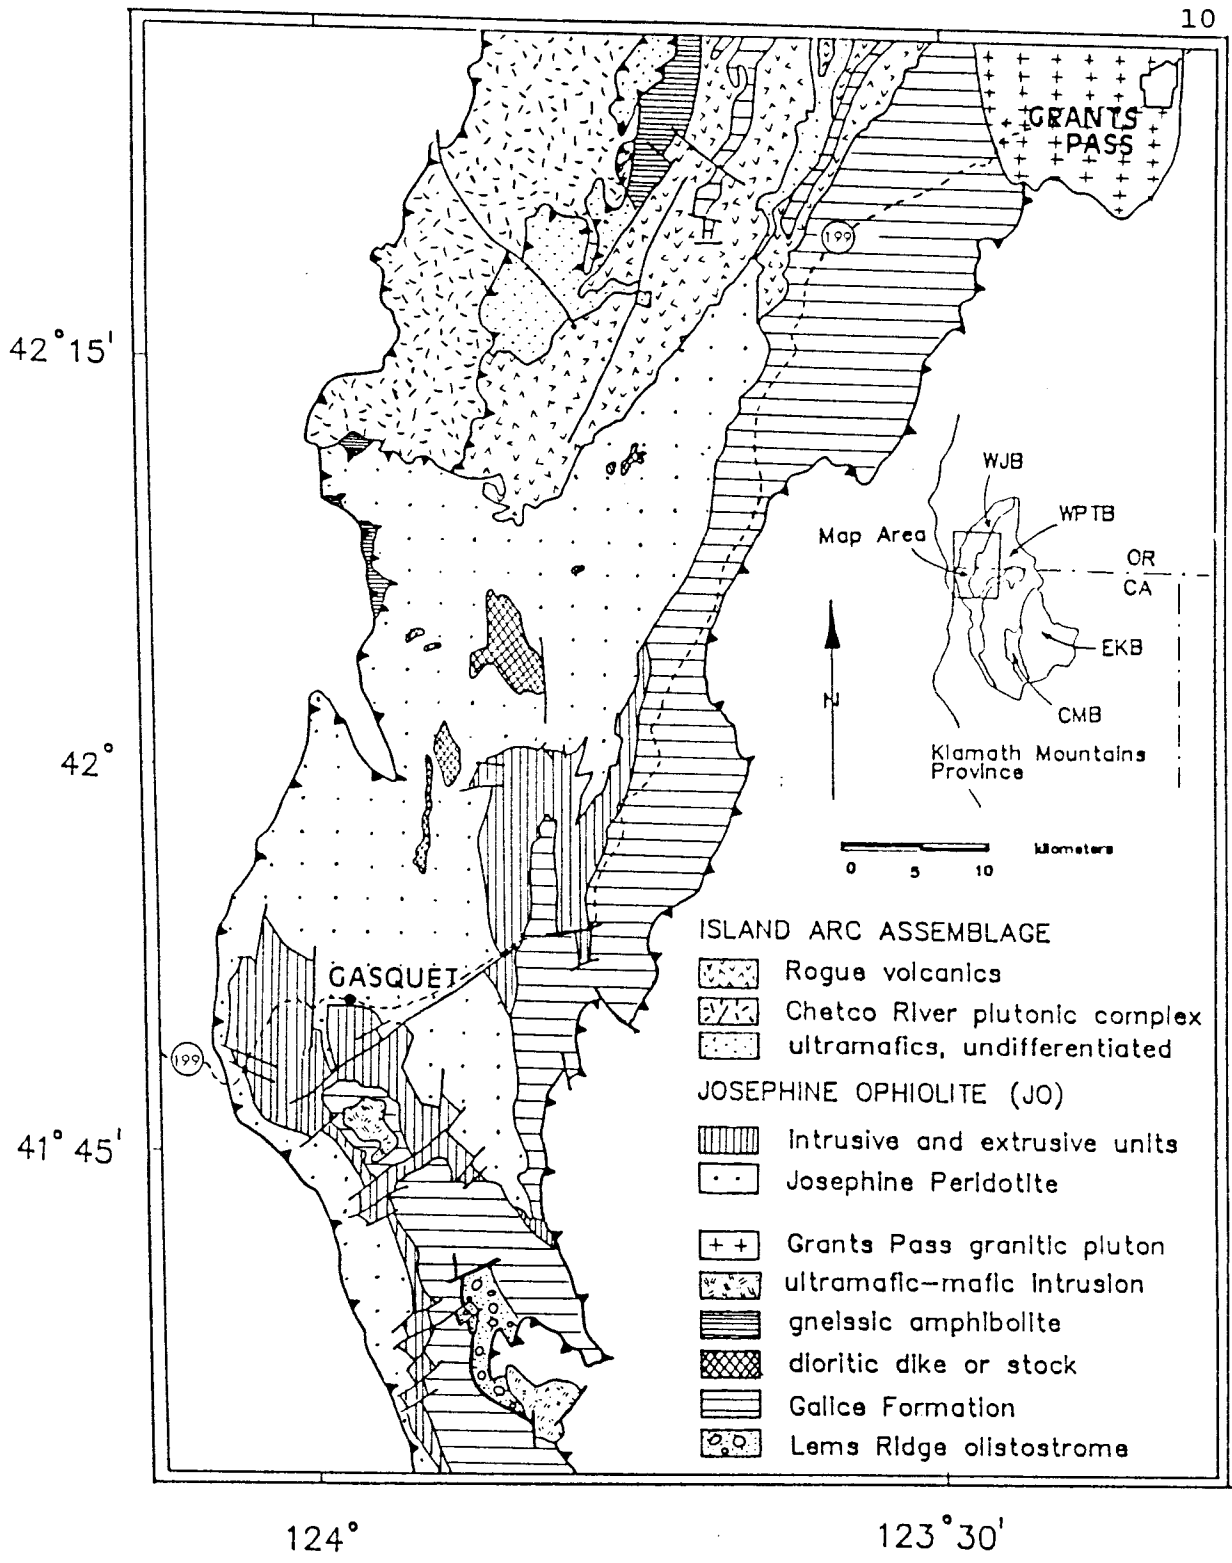 10
GRANTS
PASS
199
42° 15'
WJB
WPTB
Map Area
OR
CA
EKB
N
CMB
42°
Klamath Mountains
Province
0 5 10 kilometers
ISLAND ARC ASSEMBLAGE
Rogue volcanics
Chetco River plutonic complex
ultramafics, undifferentiated
GASQUET
199
JOSEPHINE OPHIOLITE (JO)
Intrusive and extrusive units
Josephine Peridotite
41° 45'
Grants Pass granitic pluton
ultramafic-mafic intrusion
gneissic amphibolite
dioritic dike or stock
Galice Formation
Lems Ridge olistostrome
124°
123° 30'